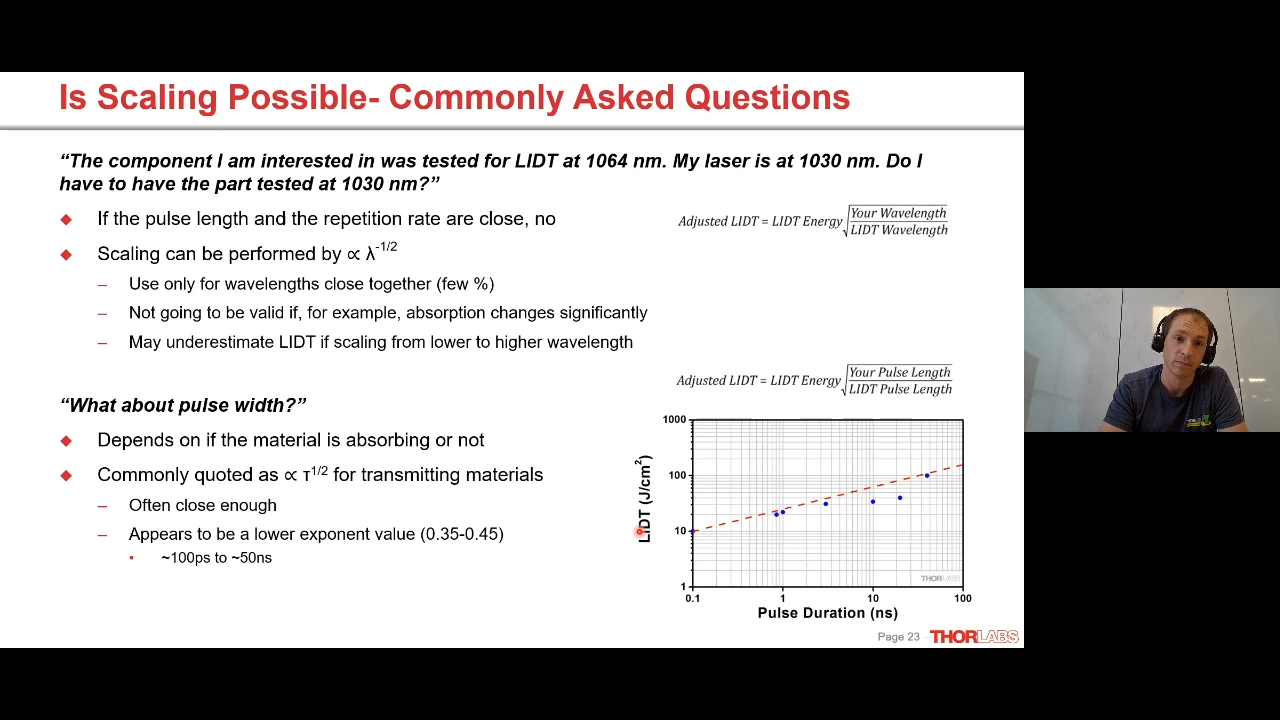 Is Scaling Possible- Commonly Asked Questions
“The component I am interested in was tested for LIDT at 1064 nm. My laser is at 1030 nm. Do I
have to have the part tested at 1030 nm?”
◆ If the pulse length and the repetition rate are close, no
◆ Scaling can be performed by ∝ λ^-1/2
– Use only for wavelengths close together (few %)
– Not going to be valid if, for example, absorption changes significantly
– May underestimate LIDT if scaling from lower to higher wavelength
Adjusted LIDT = LIDT Energy√(Your Wavelength / LIDT Wavelength)
“What about pulse width?”
◆ Depends on if the material is absorbing or not
◆ Commonly quoted as ∝ τ^1/2 for transmitting materials
– Often close enough
– Appears to be a lower exponent value (0.35-0.45)
• ~100ps to ~50ns
Adjusted LIDT = LIDT Energy√(Your Pulse Length / LIDT Pulse Length)
LIDT (J/cm²)
1000
100
10
1
0.1 1 10 100
Pulse Duration (ns)
THORLABS
Page 23 THORLABS